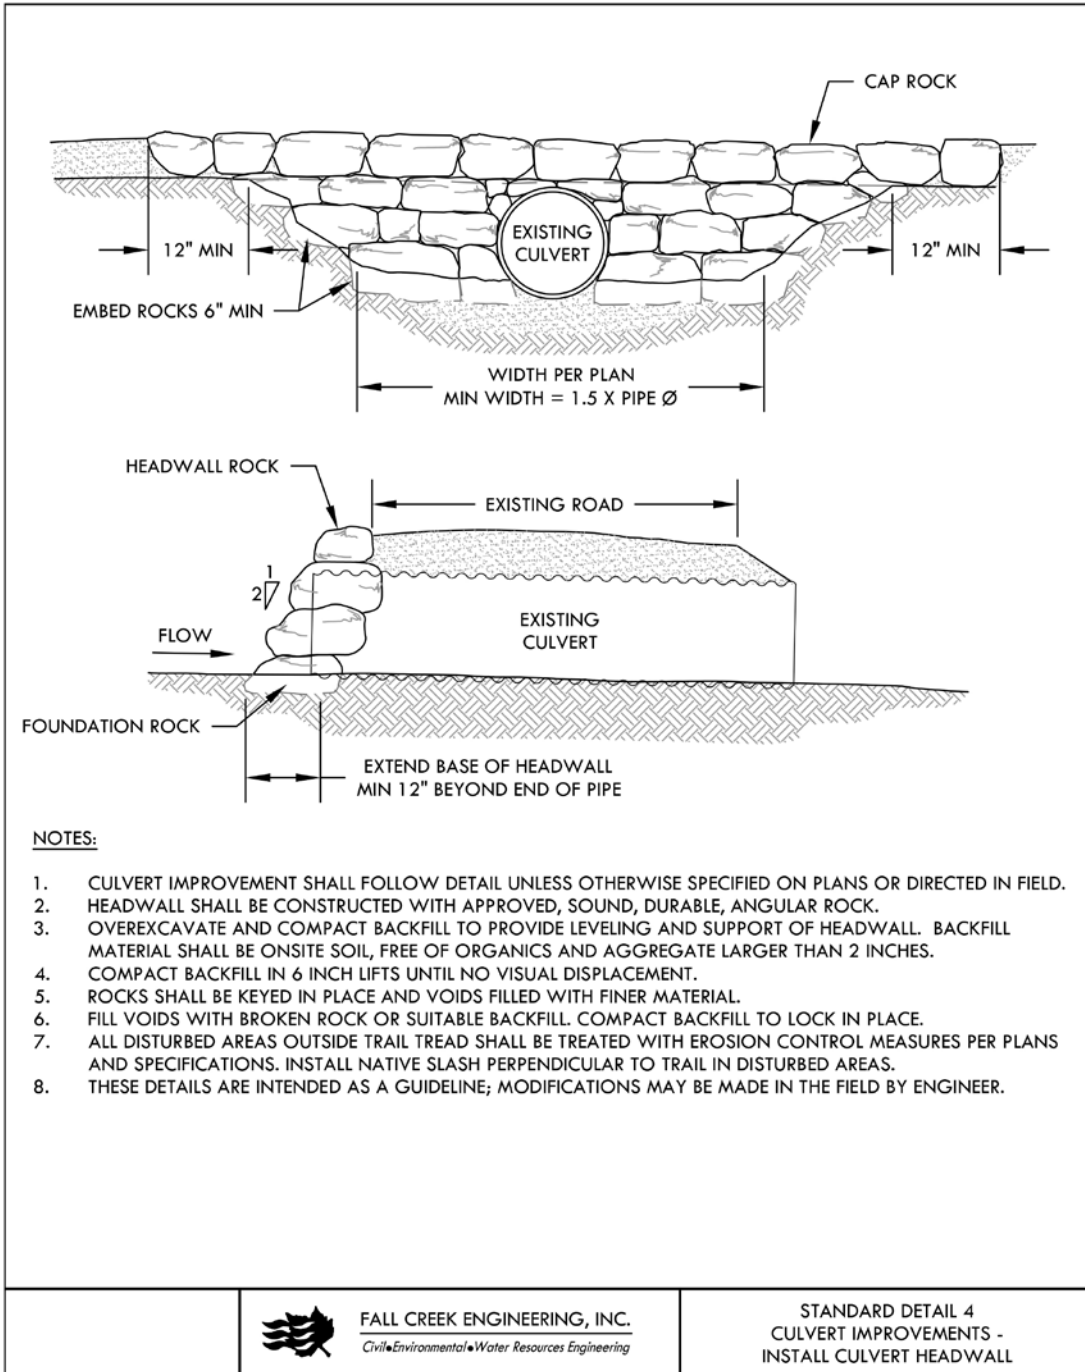 CAP ROCK
EXISTING
CULVERT
12" MIN
12" MIN
EMBED ROCKS 6" MIN
WIDTH PER PLAN
MIN WIDTH = 1.5 X PIPE Ø
HEADWALL ROCK
EXISTING ROAD
1
2
EXISTING
CULVERT
FLOW
FOUNDATION ROCK
EXTEND BASE OF HEADWALL
MIN 12" BEYOND END OF PIPE
NOTES:
1. CULVERT IMPROVEMENT SHALL FOLLOW DETAIL UNLESS OTHERWISE SPECIFIED ON PLANS OR DIRECTED IN FIELD.
2. HEADWALL SHALL BE CONSTRUCTED WITH APPROVED, SOUND, DURABLE, ANGULAR ROCK.
3. OVEREXCAVATE AND COMPACT BACKFILL TO PROVIDE LEVELING AND SUPPORT OF HEADWALL. BACKFILL
MATERIAL SHALL BE ONSITE SOIL, FREE OF ORGANICS AND AGGREGATE LARGER THAN 2 INCHES.
4. COMPACT BACKFILL IN 6 INCH LIFTS UNTIL NO VISUAL DISPLACEMENT.
5. ROCKS SHALL BE KEYED IN PLACE AND VOIDS FILLED WITH FINER MATERIAL.
6. FILL VOIDS WITH BROKEN ROCK OR SUITABLE BACKFILL. COMPACT BACKFILL TO LOCK IN PLACE.
7. ALL DISTURBED AREAS OUTSIDE TRAIL TREAD SHALL BE TREATED WITH EROSION CONTROL MEASURES PER PLANS
AND SPECIFICATIONS. INSTALL NATIVE SLASH PERPENDICULAR TO TRAIL IN DISTURBED AREAS.
8. THESE DETAILS ARE INTENDED AS A GUIDELINE; MODIFICATIONS MAY BE MADE IN THE FIELD BY ENGINEER.
FALL CREEK ENGINEERING, INC.
Civil•Environmental•Water Resources Engineering
STANDARD DETAIL 4
CULVERT IMPROVEMENTS -
INSTALL CULVERT HEADWALL